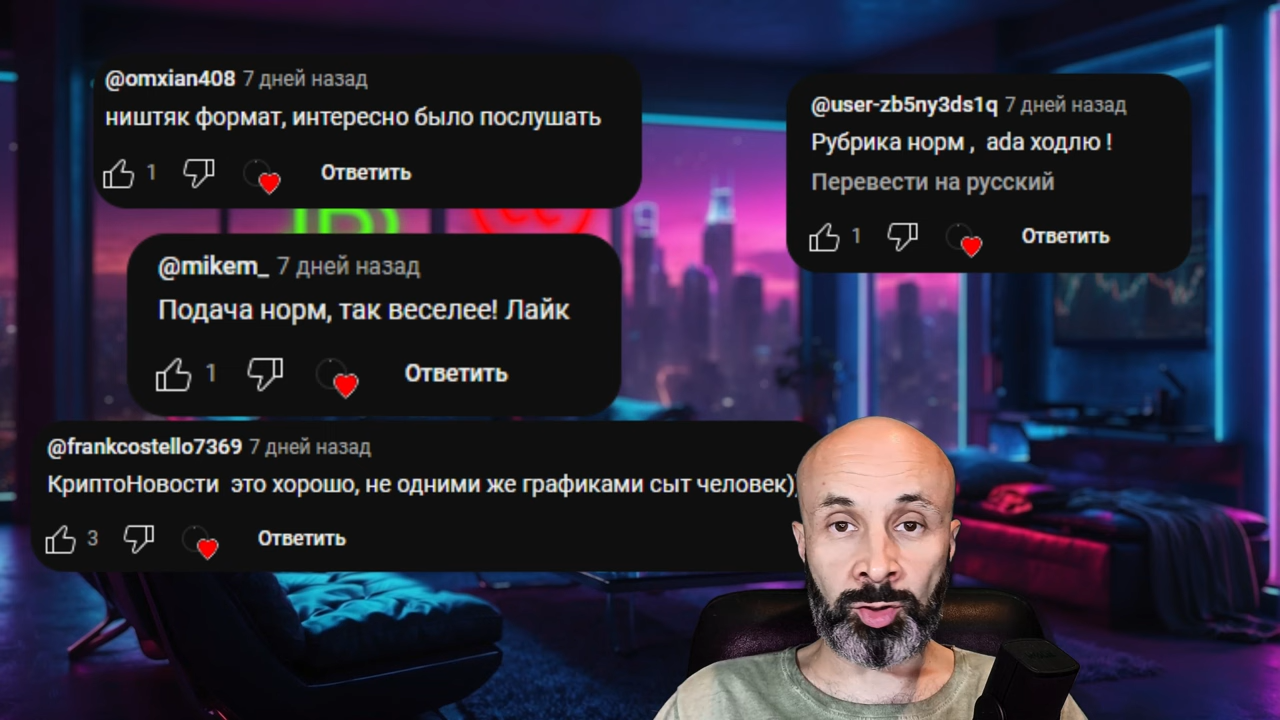 @omxian408 7 дней назад
ништяк формат, интересно было послушать
1 Ответить
@user-zb5ny3ds1q 7 дней назад
Рубрика норм , ada ходлю !
Перевести на русский
1 Ответить
@mikem_ 7 дней назад
Подача норм, так веселее! Лайк
1 Ответить
@frankcostello7369 7 дней назад
КриптоНовости это хорошо, не одними же графиками сыт человек))
3 Ответить